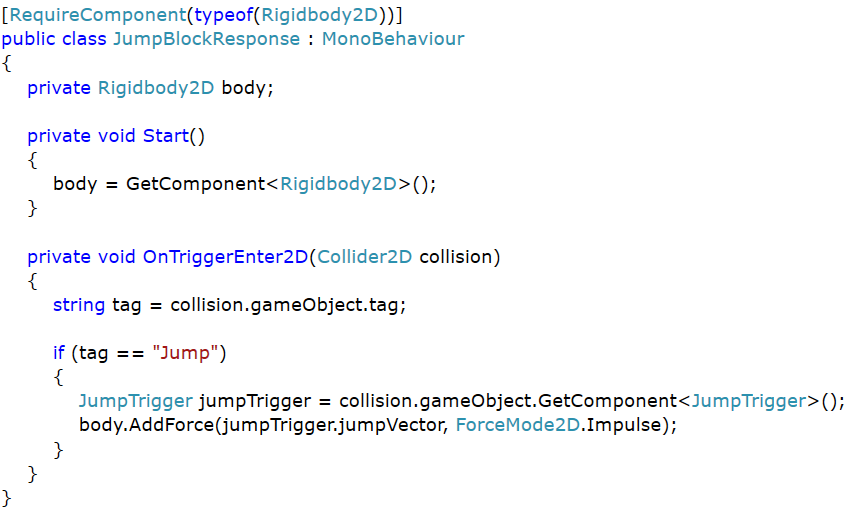 [RequireComponent(typeof(Rigidbody2D))]
public class JumpBlockResponse : MonoBehaviour
{
private Rigidbody2D body;
private void Start()
{
body = GetComponent<Rigidbody2D>();
}
private void OnTriggerEnter2D(Collider2D collision)
{
string tag = collision.gameObject.tag;
if (tag == "Jump")
{
JumpTrigger jumpTrigger = collision.gameObject.GetComponent<JumpTrigger>();
body.AddForce(jumpTrigger.jumpVector, ForceMode2D.Impulse);
}
}
}